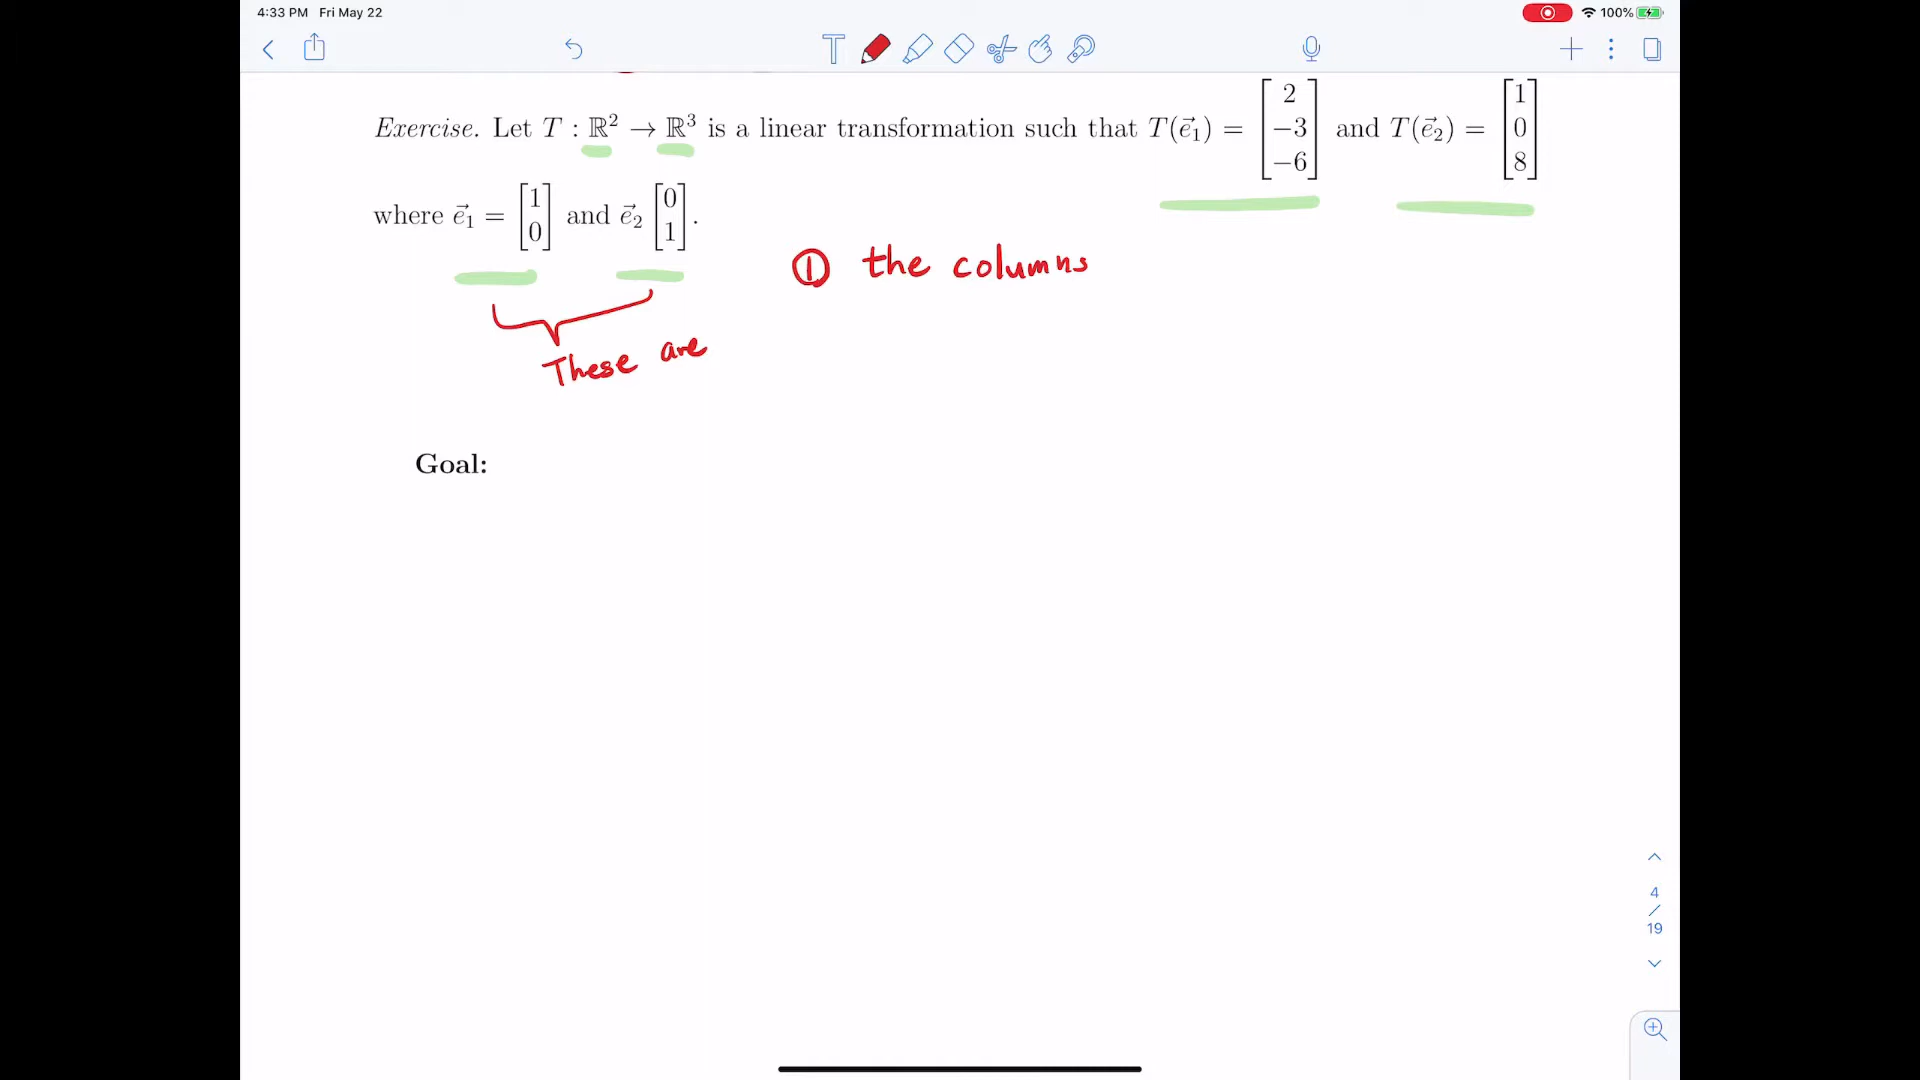 4:33 PM Fri May 22
100%
Exercise. Let T : ℝ² → ℝ³ is a linear transformation such that T(e⃗₁) = [2 −3 −6] and T(e⃗₂) = [1 0 8]
where e⃗₁ = [1 0] and e⃗₂ [0 1].
① the columns
These are
Goal:
4
/
19